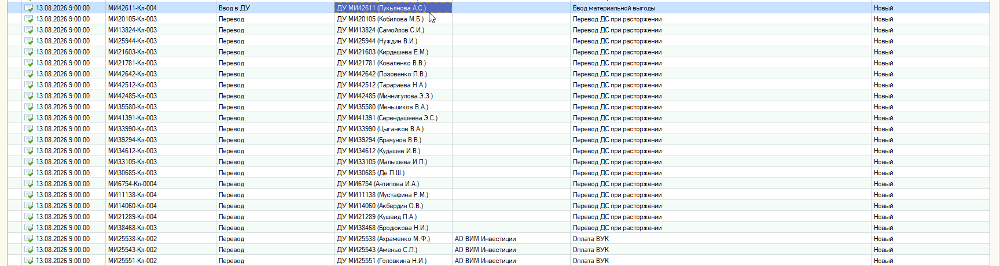 13.08.2026 9:00:00 МИ42611-Кл-004 Ввод в ДУ ДУ МИ42611 (Лукьянова А.С.) Ввод материальной выгоды Новый
13.08.2026 9:00:00 МИ20105-Кл-003 Перевод ДУ МИ20105 (Кобилова М.Б.) Перевод ДС при расторжении Новый
13.08.2026 9:00:00 МИ13824-Кл-003 Перевод ДУ МИ13824 (Самойлов С.И.) Перевод ДС при расторжении Новый
13.08.2026 9:00:00 МИ25944-Кл-003 Перевод ДУ МИ25944 (Нуждин В.И.) Перевод ДС при расторжении Новый
13.08.2026 9:00:00 МИ21603-Кл-003 Перевод ДУ МИ21603 (Кирдешева Е.М.) Перевод ДС при расторжении Новый
13.08.2026 9:00:00 МИ21781-Кл-003 Перевод ДУ МИ21781 (Коваленко В.В.) Перевод ДС при расторжении Новый
13.08.2026 9:00:00 МИ42642-Кл-003 Перевод ДУ МИ42642 (Лозовенко Л.В.) Перевод ДС при расторжении Новый
13.08.2026 9:00:00 МИ42512-Кл-003 Перевод ДУ МИ42512 (Тарараева Н.А.) Перевод ДС при расторжении Новый
13.08.2026 9:00:00 МИ42485-Кл-003 Перевод ДУ МИ42485 (Миннигулова Э.З.) Перевод ДС при расторжении Новый
13.08.2026 9:00:00 МИ35580-Кл-003 Перевод ДУ МИ35580 (Меньшиков В.А.) Перевод ДС при расторжении Новый
13.08.2026 9:00:00 МИ41391-Кл-003 Перевод ДУ МИ41391 (Серендашеева Э.С.) Перевод ДС при расторжении Новый
13.08.2026 9:00:00 МИ33990-Кл-003 Перевод ДУ МИ33990 (Цыганков В.А.) Перевод ДС при расторжении Новый
13.08.2026 9:00:00 МИ39294-Кл-003 Перевод ДУ МИ39294 (Брачунов В.В.) Перевод ДС при расторжении Новый
13.08.2026 9:00:00 МИ34612-Кл-003 Перевод ДУ МИ34612 (Кудашев И.В.) Перевод ДС при расторжении Новый
13.08.2026 9:00:00 МИ33105-Кл-003 Перевод ДУ МИ33105 (Малышева И.П.) Перевод ДС при расторжении Новый
13.08.2026 9:00:00 МИ30685-Кл-003 Перевод ДУ МИ30685 (Де Л.Ш.) Перевод ДС при расторжении Новый
13.08.2026 9:00:00 МИ6754-Кл-0004 Перевод ДУ МИ6754 (Антипова И.А.) Перевод ДС при расторжении Новый
13.08.2026 9:00:00 МИ11138-Кл-004 Перевод ДУ МИ11138 (Мустафина Р.М.) Перевод ДС при расторжении Новый
13.08.2026 9:00:00 МИ14060-Кл-004 Перевод ДУ МИ14060 (Акбердин О.В.) Перевод ДС при расторжении Новый
13.08.2026 9:00:00 МИ21289-Кл-004 Перевод ДУ МИ21289 (Кушвид Л.А.) Перевод ДС при расторжении Новый
13.08.2026 9:00:00 МИ38468-Кл-003 Перевод ДУ МИ38468 (Бродюкова Н.И.) Перевод ДС при расторжении Новый
13.08.2026 9:00:00 МИ25538-Кл-002 Перевод ДУ МИ25538 (Ахраменко М.Ф.) АО ВИМ Инвестиции Оплата ВУК Новый
13.08.2026 9:00:00 МИ25543-Кл-002 Перевод ДУ МИ25543 (Аменьо С.Л.) АО ВИМ Инвестиции Оплата ВУК Новый
13.08.2026 9:00:00 МИ25551-Кл-002 Перевод ДУ МИ25551 (Головкина Н.И.) АО ВИМ Инвестиции Оплата ВУК Новый